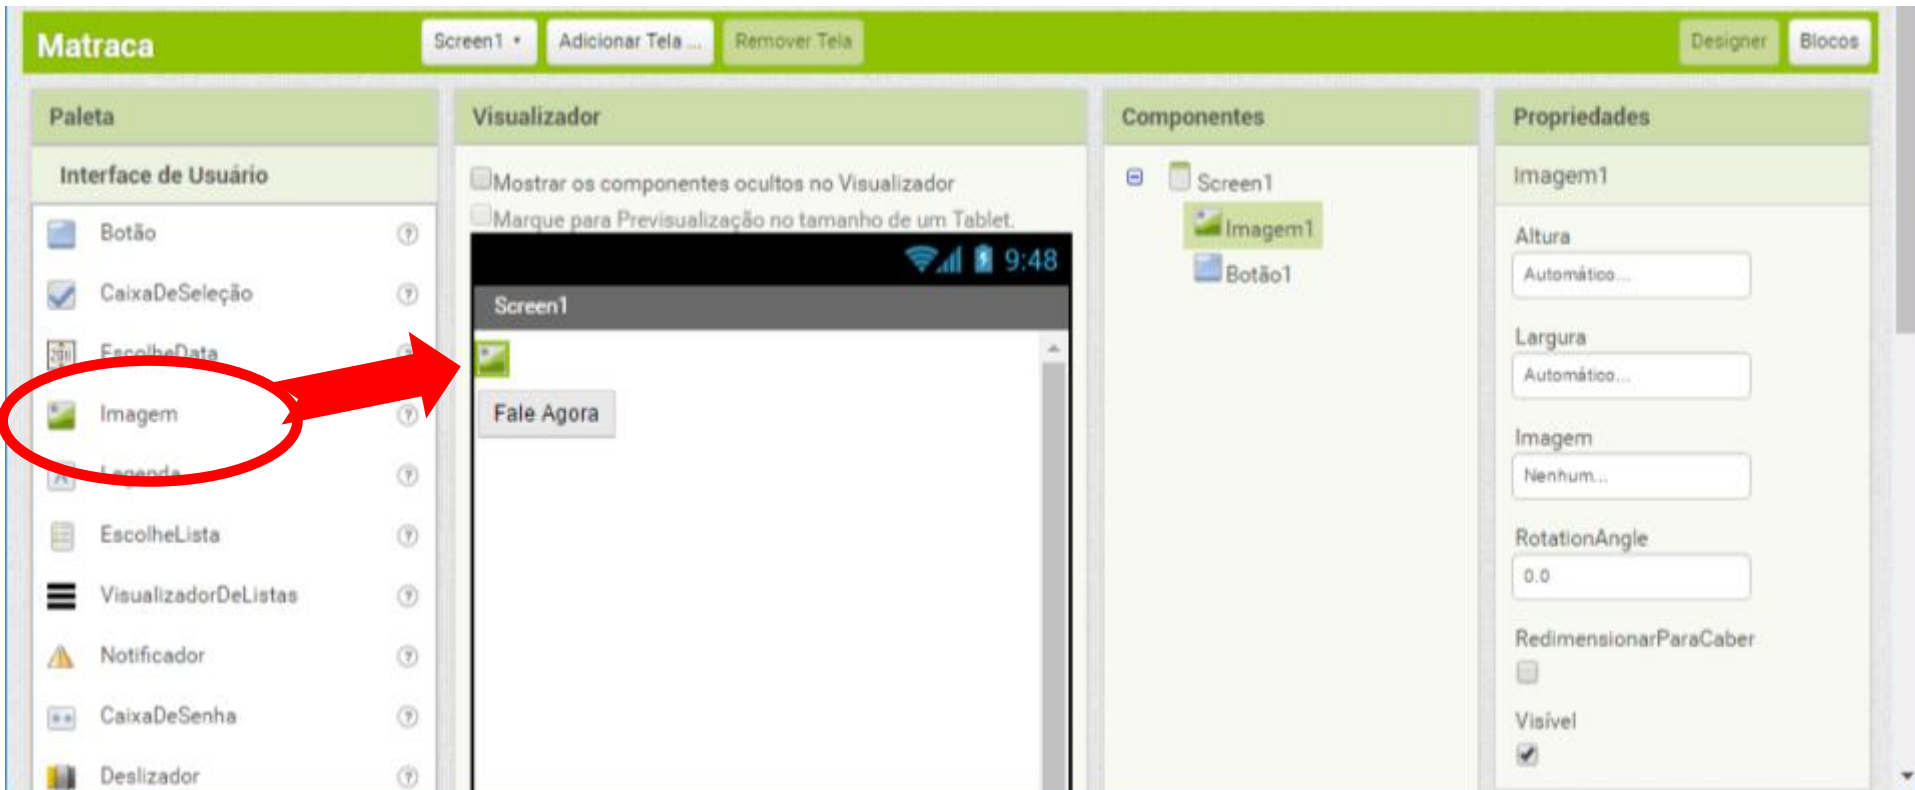 Matraca
Screen1
Adicionar Tela ...
Remover Tela
Designer
Blocos
Paleta
Interface de Usuário
Botão
CaixaDeSeleção
EscolheData
Imagem
Legenda
EscolheLista
VisualizadorDeListas
Notificador
CaixaDeSenha
Deslizador
Visualizador
Mostrar os componentes ocultos no Visualizador
Marque para Previsualização no tamanho de um Tablet.
9:48
Screen1
Fale Agora
Componentes
Screen1
Imagem1
Botão1
Propriedades
Imagem1
Altura
Automático...
Largura
Automático...
Imagem
Nenhum...
RotationAngle
0.0
RedimensionarParaCaber
Visível